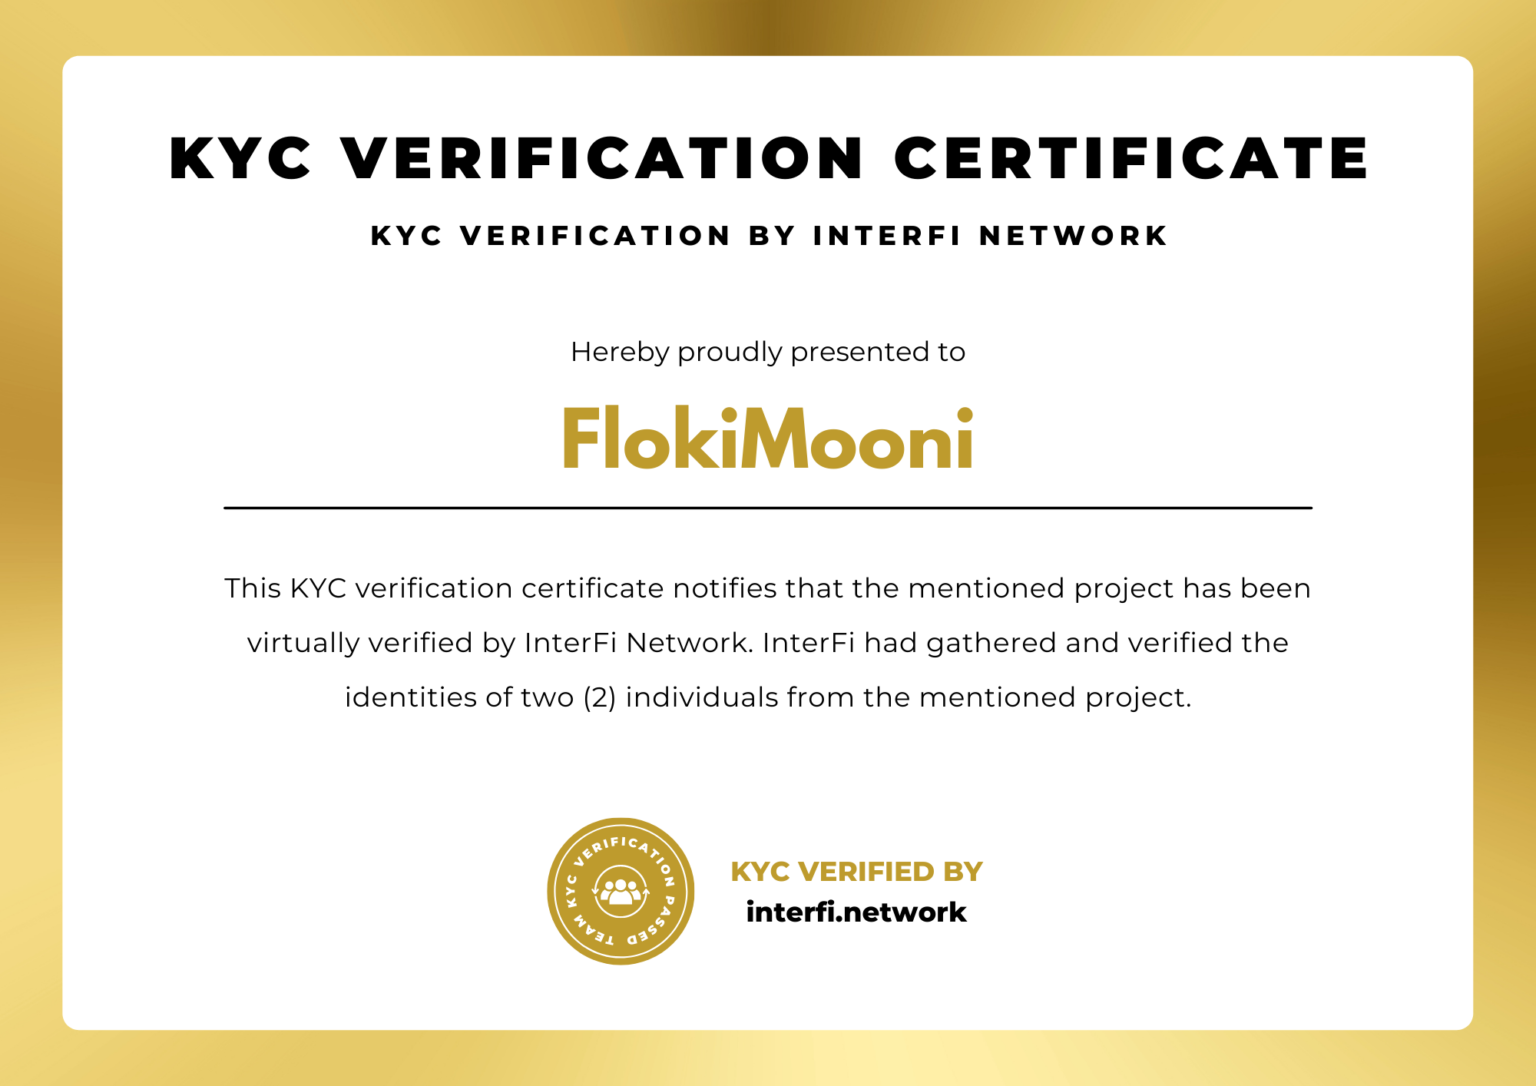 KYC VERIFICATION CERTIFICATE
KYC VERIFICATION BY INTERFI NETWORK
Hereby proudly presented to
FlokiMooni
This KYC verification certificate notifies that the mentioned project has been
virtually verified by InterFi Network. InterFi had gathered and verified the
identities of two (2) individuals from the mentioned project.
TEAM KYC VERIFICATION PASSED
KYC VERIFIED BY
interfi.network